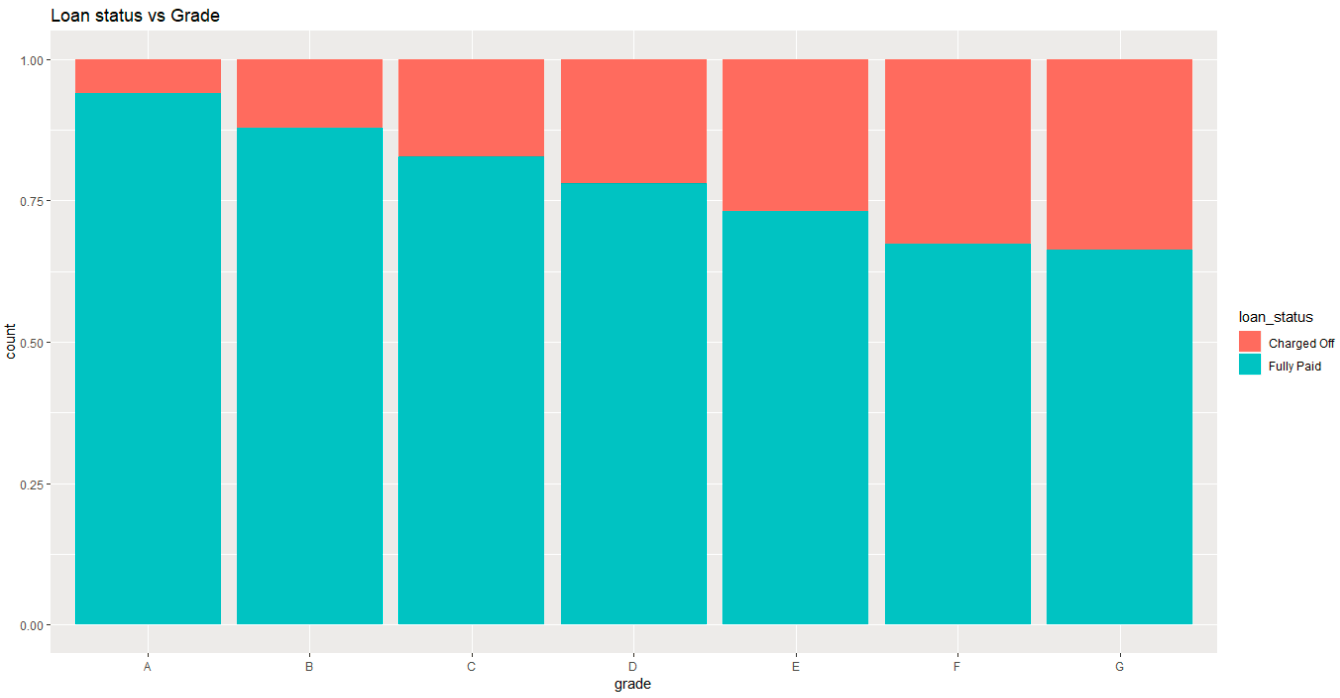 Loan status vs Grade
count
1.00
0.75
0.50
0.25
0.00
A B C D E F G
grade
loan_status
Charged Off
Fully Paid